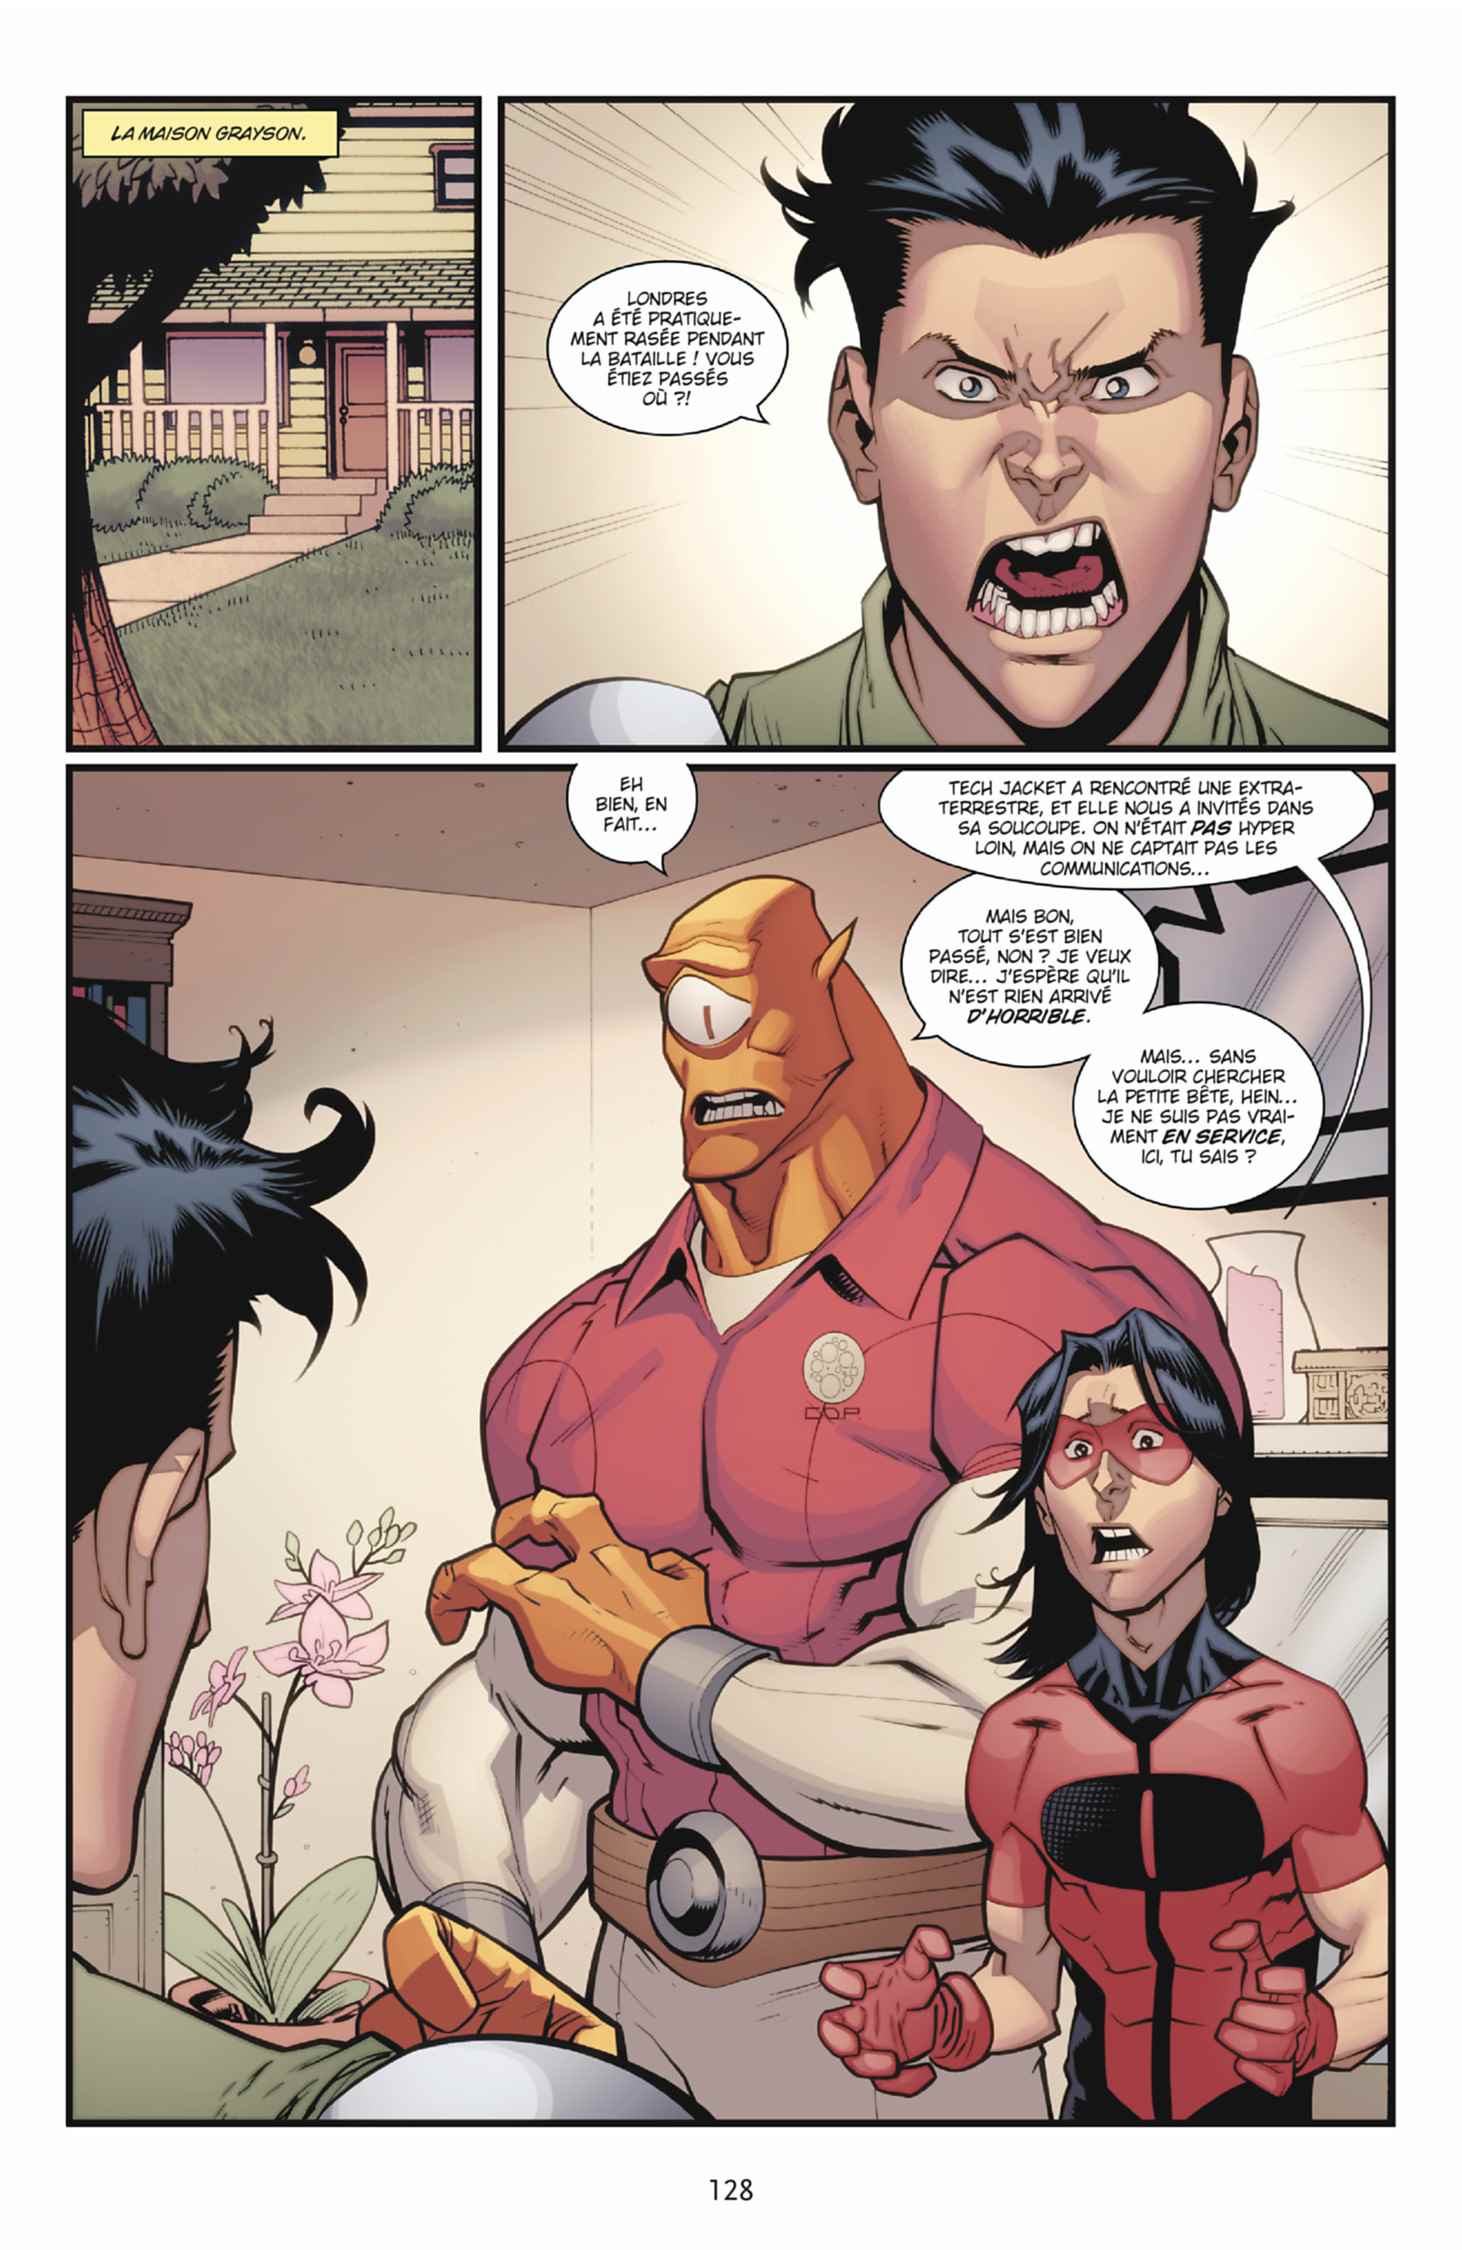 LA MAISON GRAYSON.
LONDRES
A ÉTÉ PRATIQUE-
MENT RASÉE PENDANT
LA BATAILLE ! VOUS
ÉTIEZ PASSÉS
OÙ ?!
EH
BIEN, EN
FAIT...
TECH JACKET A RENCONTRÉ UNE EXTRA-
TERRESTRE, ET ELLE NOUS A INVITÉS DANS
SA SOUCOUPE. ON N'ÉTAIT PAS HYPER
LOIN, MAIS ON NE CAPTAIT PAS LES
COMMUNICATIONS...
MAIS BON,
TOUT S'EST BIEN
PASSÉ, NON ? JE VEUX
DIRE... J'ESPÈRE QU'IL
N'EST RIEN ARRIVÉ
D'HORRIBLE.
MAIS... SANS
VOULOIR CHERCHER
LA PETITE BÊTE, HEIN...
JE NE SUIS PAS VRAI-
MENT EN SERVICE,
ICI, TU SAIS ?
C.O.P.
128